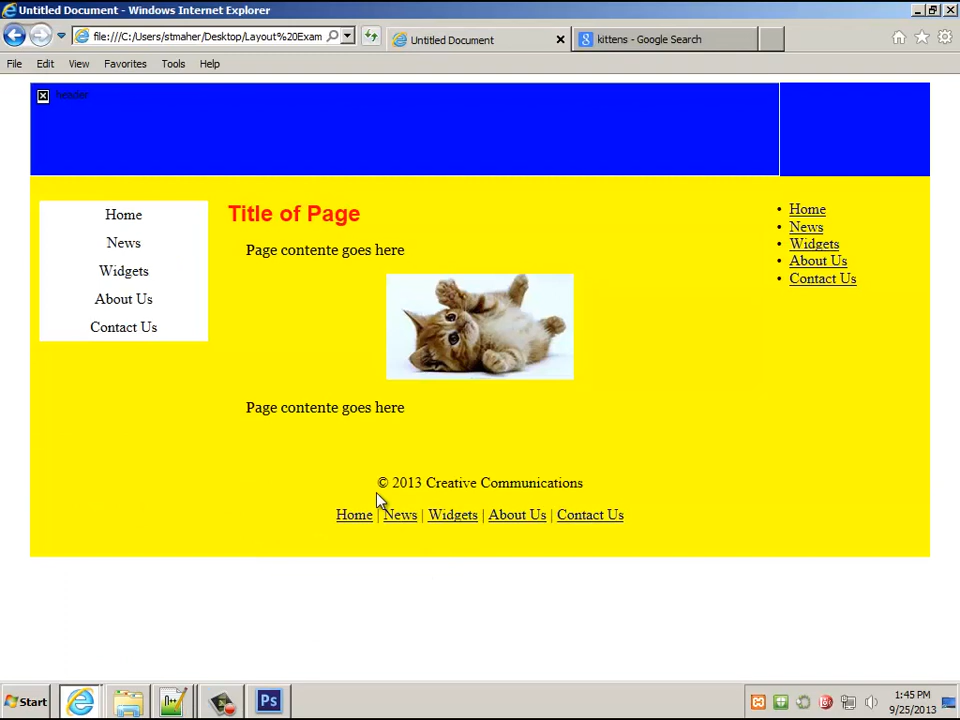 Untitled Document - Windows Internet Explorer
file:///C:/Users/stmaher/Desktop/Layout%20Exam
Untitled Document
kittens - Google Search
File Edit View Favorites Tools Help
header
Home
News
Widgets
About Us
Contact Us
Title of Page
Page contente goes here
Page contente goes here
• Home
• News
• Widgets
• About Us
• Contact Us
© 2013 Creative Communications
Home | News | Widgets | About Us | Contact Us
Start
Ps
1:45 PM
9/25/2013